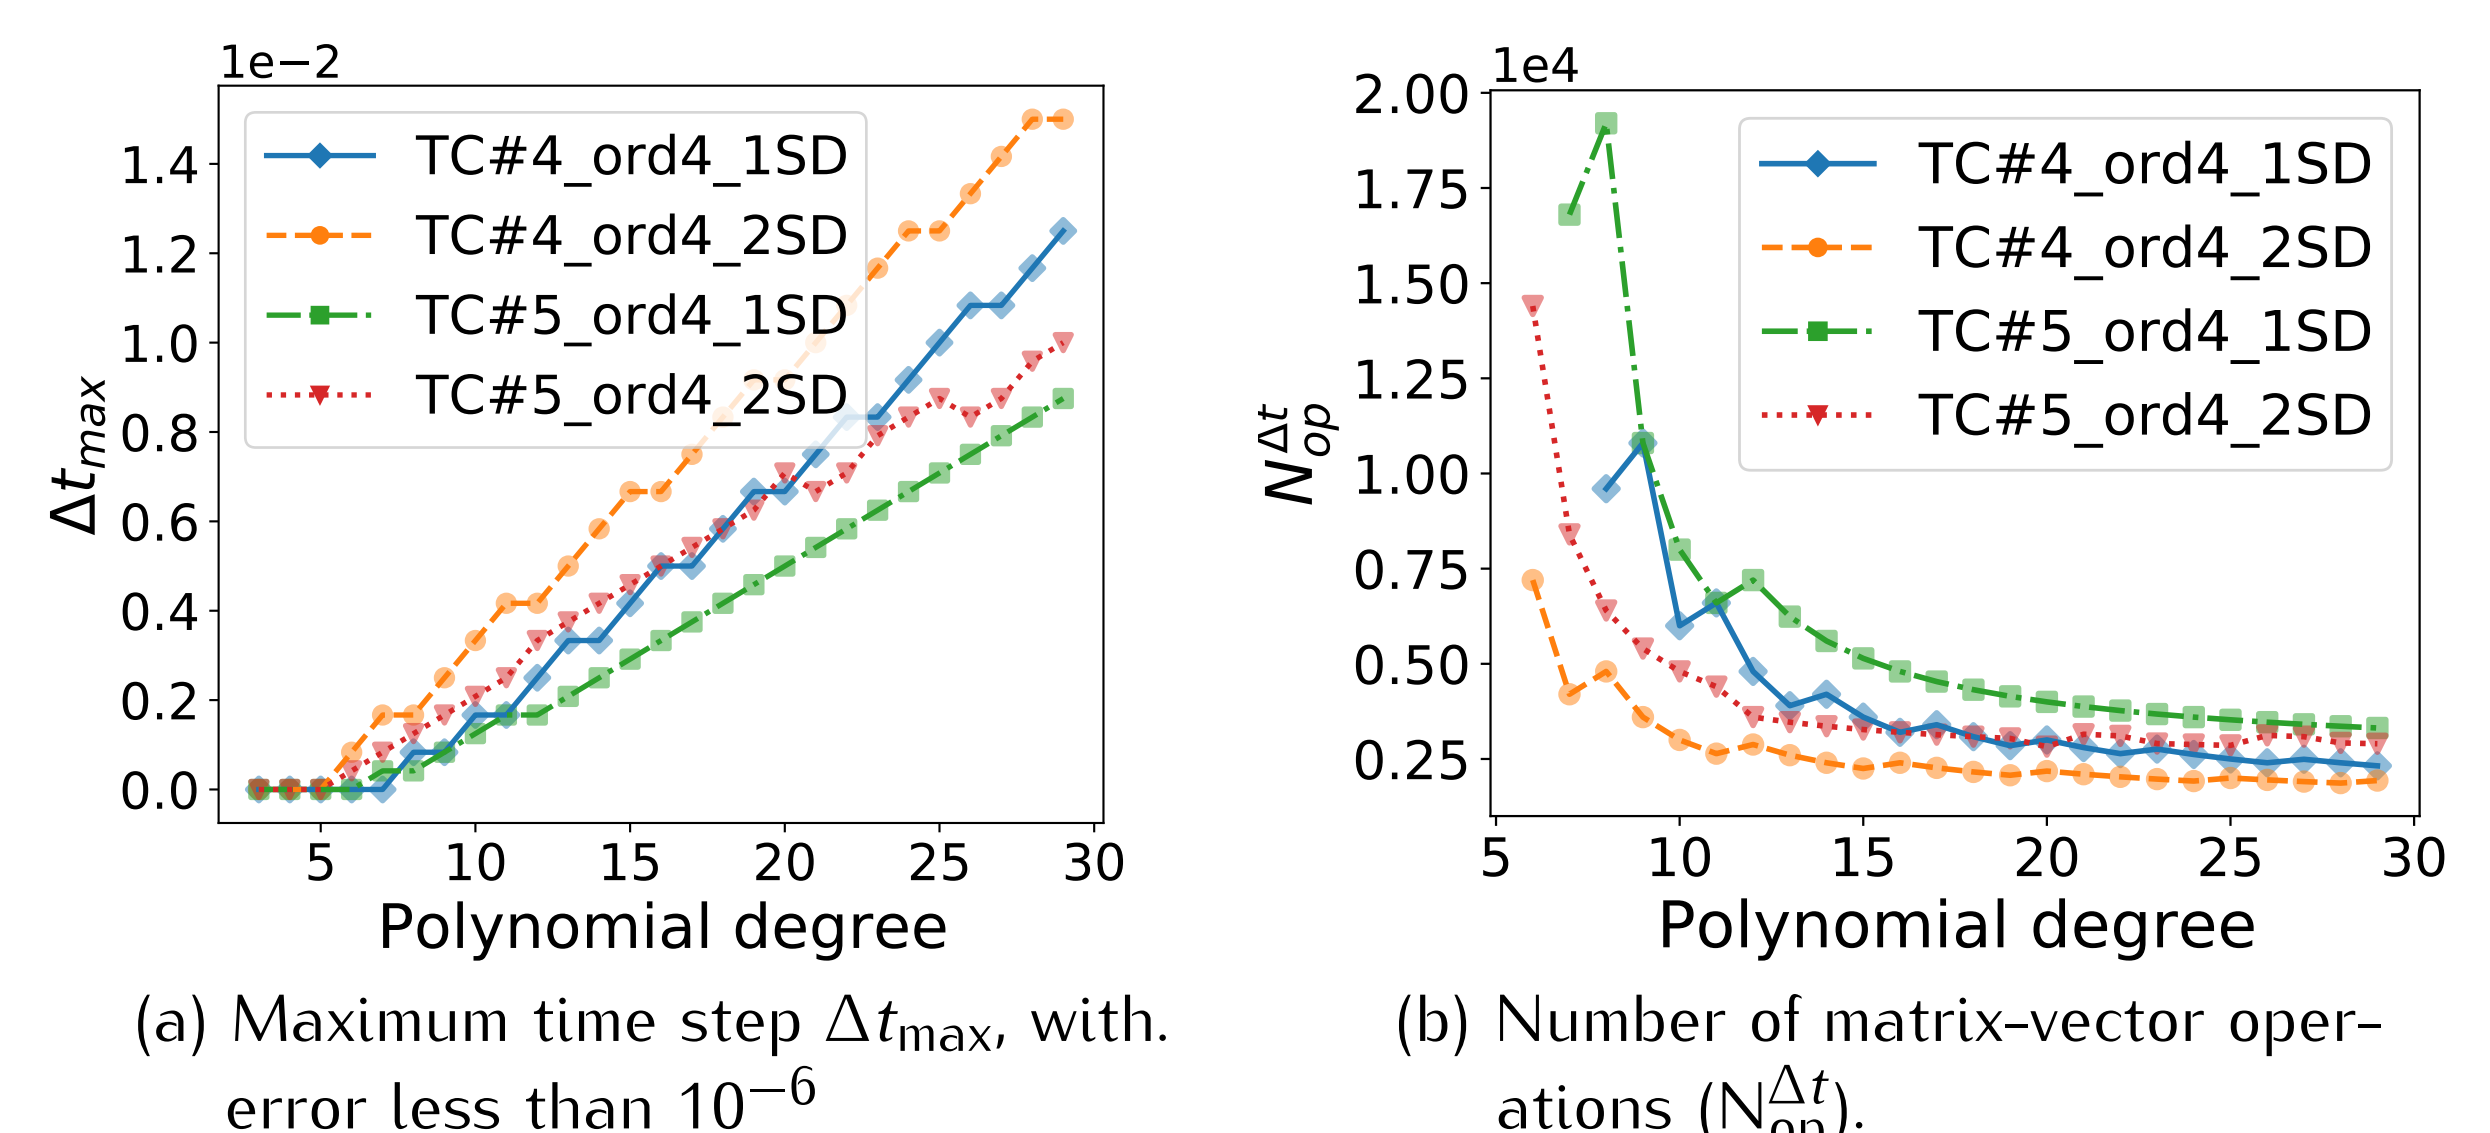 1e−2
1.4
1.2
1.0
0.8
0.6
0.4
0.2
0.0
Δt_max
TC#4_ord4_1SD
TC#4_ord4_2SD
TC#5_ord4_1SD
TC#5_ord4_2SD
5 10 15 20 25 30
Polynomial degree
(a) Maximum time step Δt_max, with.
error less than 10^−6
1e4
2.00
1.75
1.50
1.25
1.00
0.75
0.50
0.25
N_op^Δt
TC#4_ord4_1SD
TC#4_ord4_2SD
TC#5_ord4_1SD
TC#5_ord4_2SD
5 10 15 20 25 30
Polynomial degree
(b) Number of matrix–vector oper–
ations (N_op^Δt).